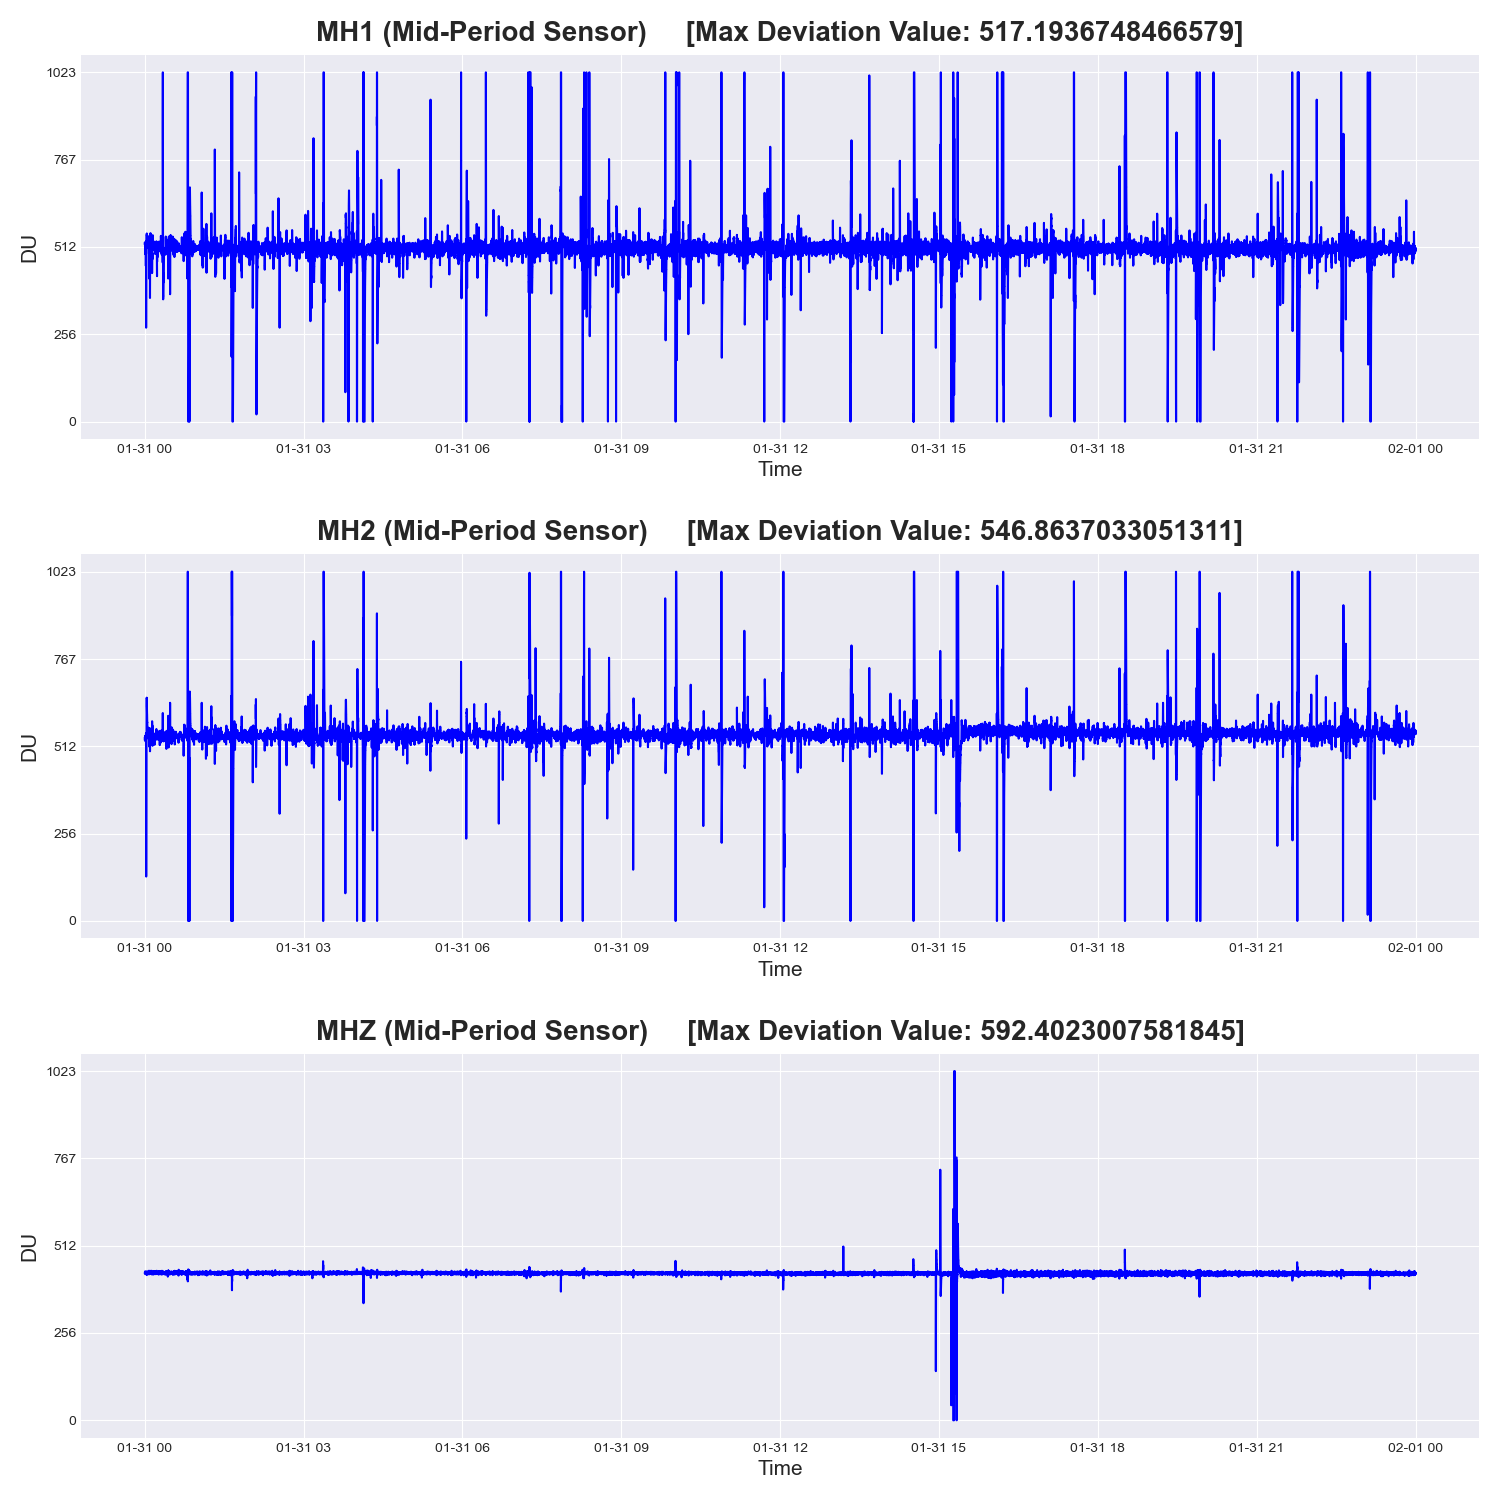 MH1 (Mid-Period Sensor) [Max Deviation Value: 517.1936748466579]
1023
767
512
256
0
DU
01-31 00 01-31 03 01-31 06 01-31 09 01-31 12 01-31 15 01-31 18 01-31 21 02-01 00
Time
MH2 (Mid-Period Sensor) [Max Deviation Value: 546.8637033051311]
1023
767
512
256
0
DU
01-31 00 01-31 03 01-31 06 01-31 09 01-31 12 01-31 15 01-31 18 01-31 21 02-01 00
Time
MHZ (Mid-Period Sensor) [Max Deviation Value: 592.4023007581845]
1023
767
512
256
0
DU
01-31 00 01-31 03 01-31 06 01-31 09 01-31 12 01-31 15 01-31 18 01-31 21 02-01 00
Time